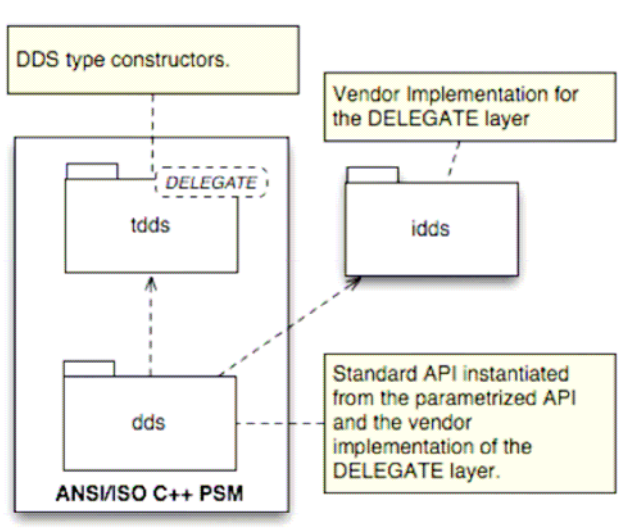 DDS type constructors.
Vendor Implementation for
the DELEGATE layer
DELEGATE
tdds
idds
dds
Standard API instantiated
from the parametrized API
and the vendor
implementation of the
DELEGATE layer.
ANSI/ISO C++ PSM